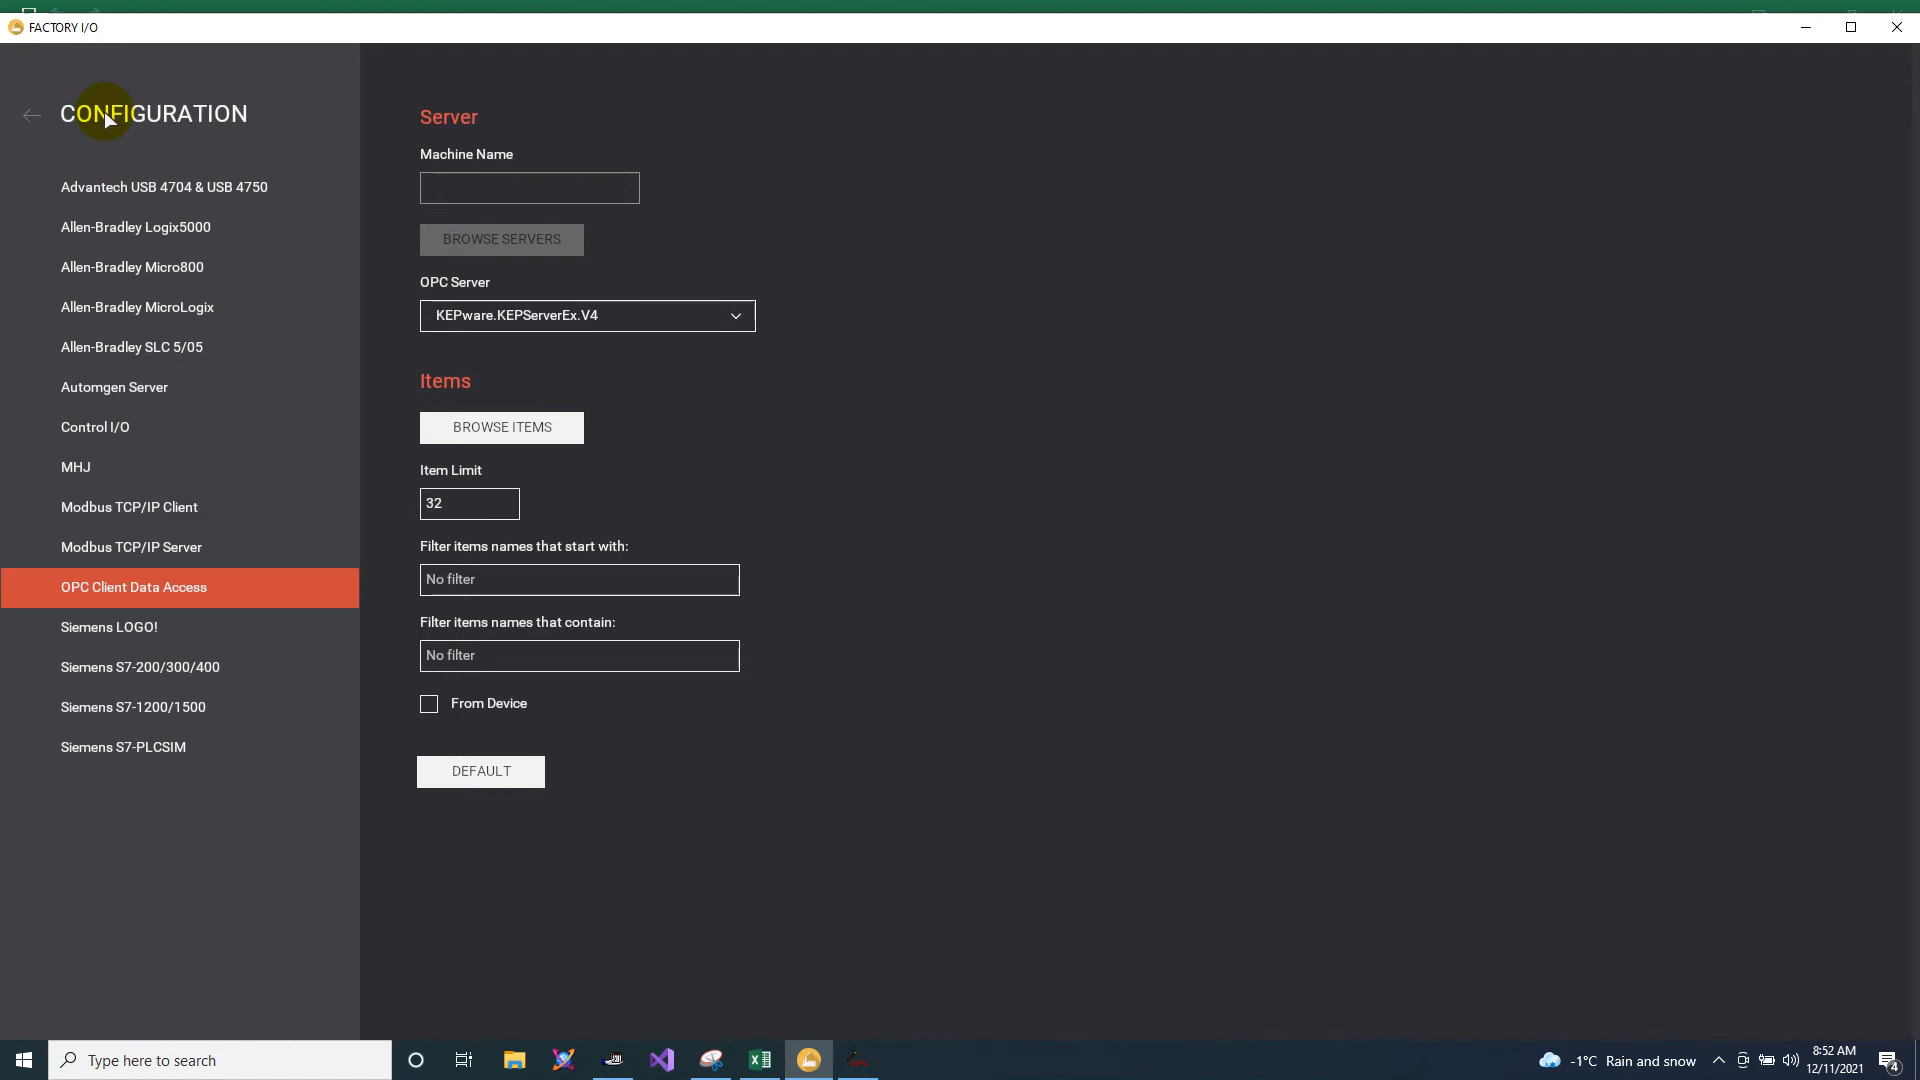 FACTORY I/O
CONFIGURATION
Advantech USB 4704 & USB 4750
Allen-Bradley Logix5000
Allen-Bradley Micro800
Allen-Bradley MicroLogix
Allen-Bradley SLC 5/05
Automgen Server
Control I/O
MHJ
Modbus TCP/IP Client
Modbus TCP/IP Server
OPC Client Data Access
Siemens LOGO!
Siemens S7-200/300/400
Siemens S7-1200/1500
Siemens S7-PLCSIM
Server
Machine Name
BROWSE SERVERS
OPC Server
KEPware.KEPServerEx.V4
Items
BROWSE ITEMS
Item Limit
32
Filter items names that start with:
No filter
Filter items names that contain:
No filter
From Device
DEFAULT
Type here to search
-1°C Rain and snow
8:52 AM
12/11/2021
4